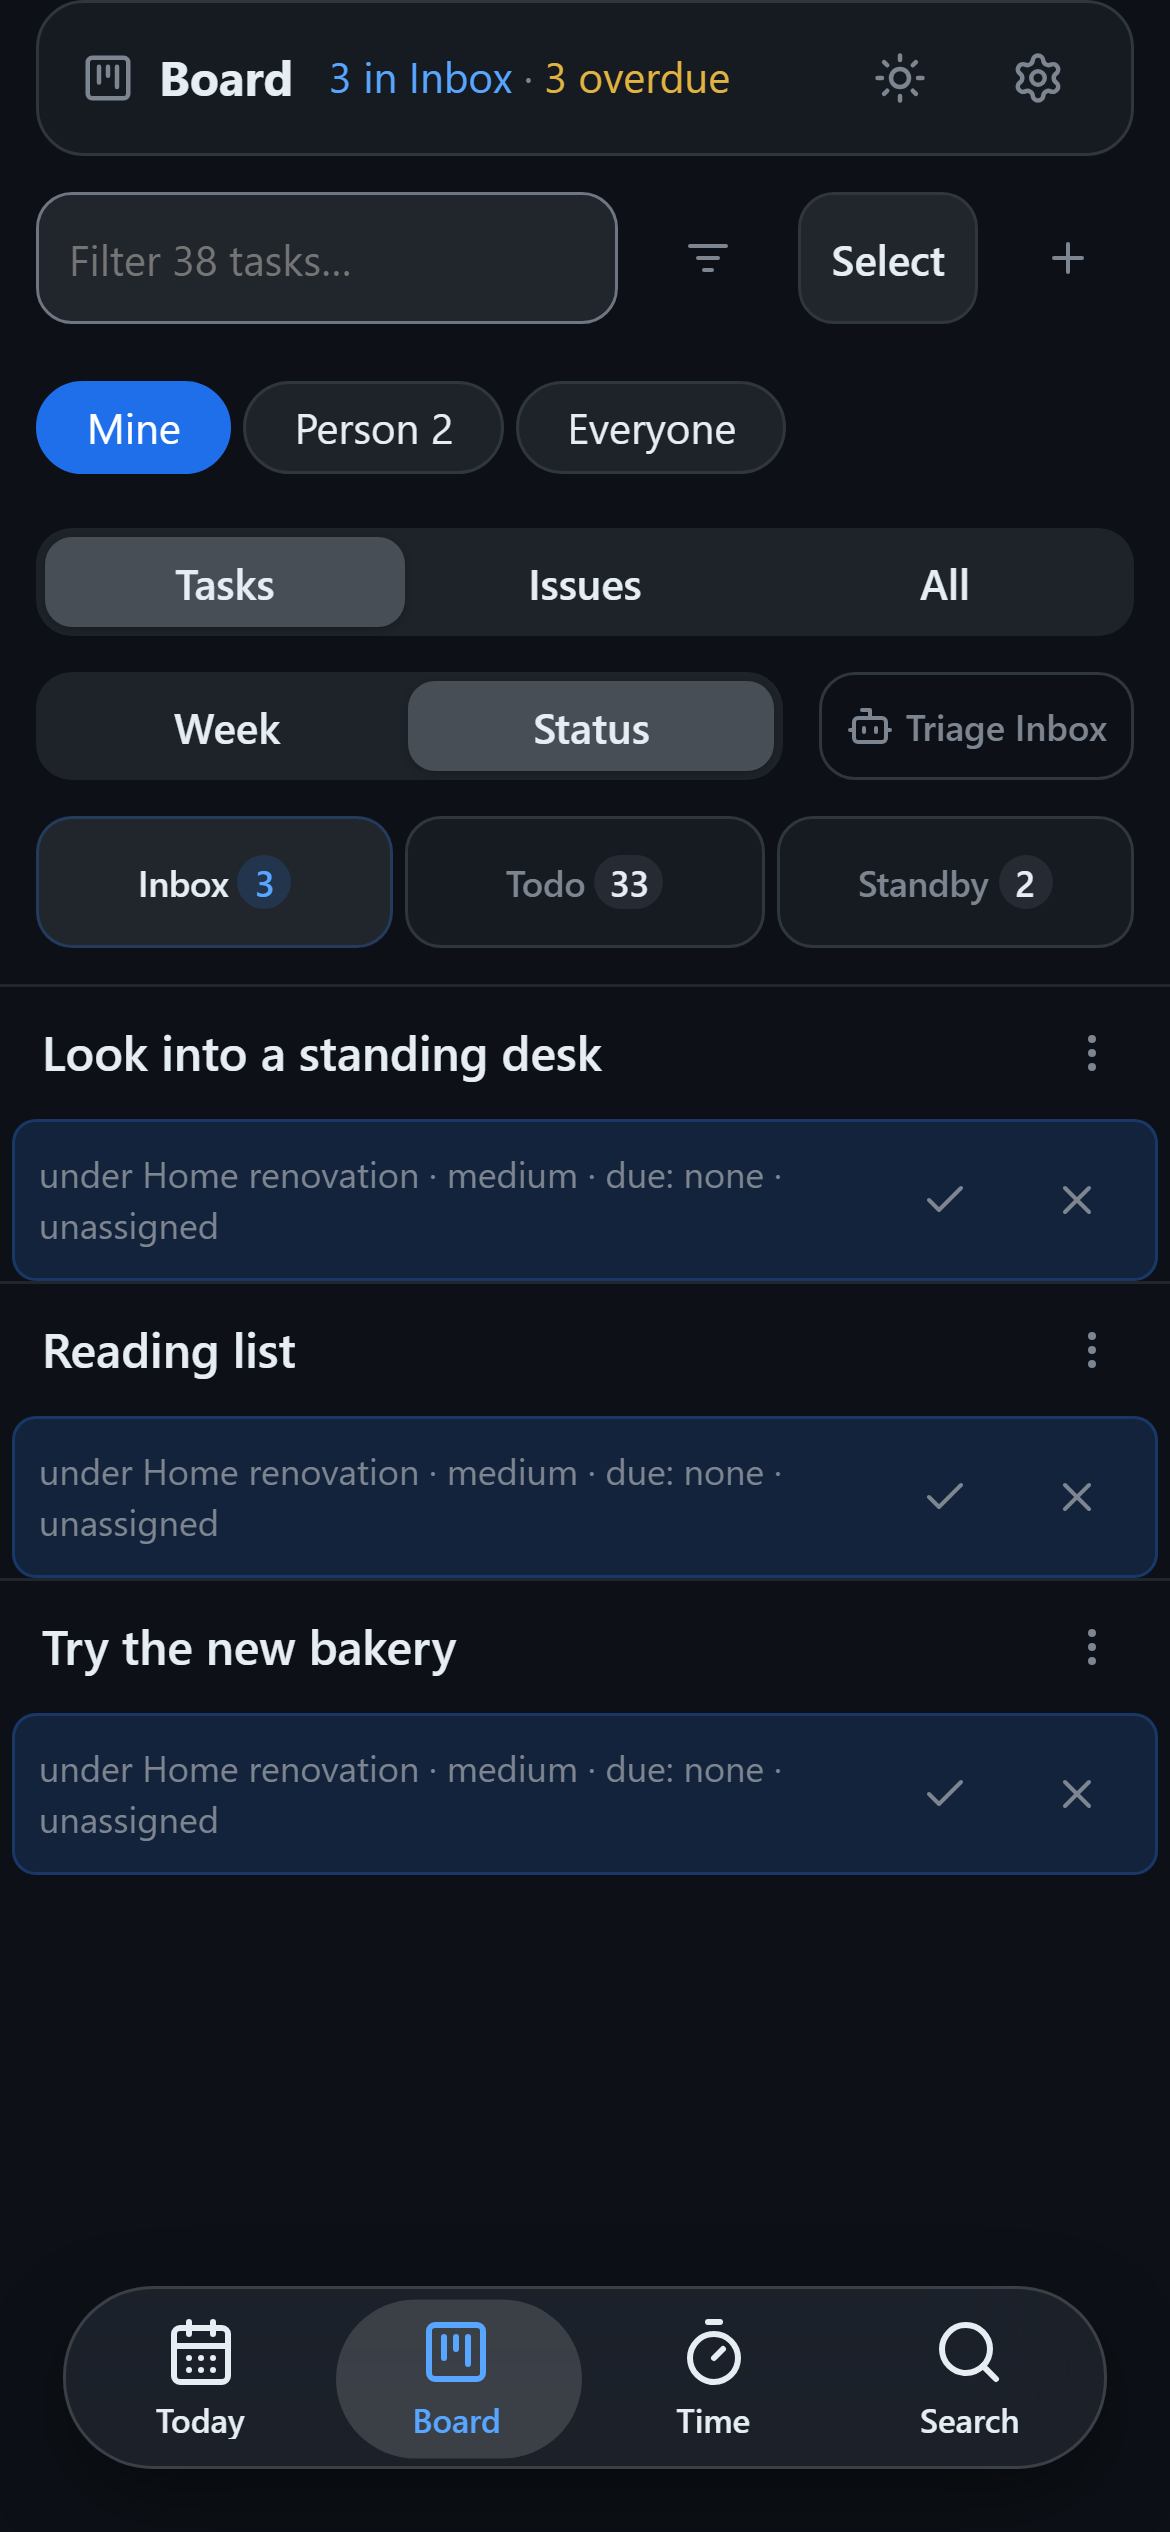 Board 3 in Inbox · 3 overdue
Filter 38 tasks...
Select
Mine
Person 2
Everyone
Tasks
Issues
All
Week
Status
Triage Inbox
Inbox 3
Todo 33
Standby 2
Look into a standing desk
under Home renovation · medium · due: none ·
unassigned
Reading list
under Home renovation · medium · due: none ·
unassigned
Try the new bakery
under Home renovation · medium · due: none ·
unassigned
Today
Board
Time
Search